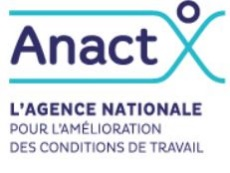 Anact
L'AGENCE NATIONALE
POUR L'AMÉLIORATION
DES CONDITIONS DE TRAVAIL